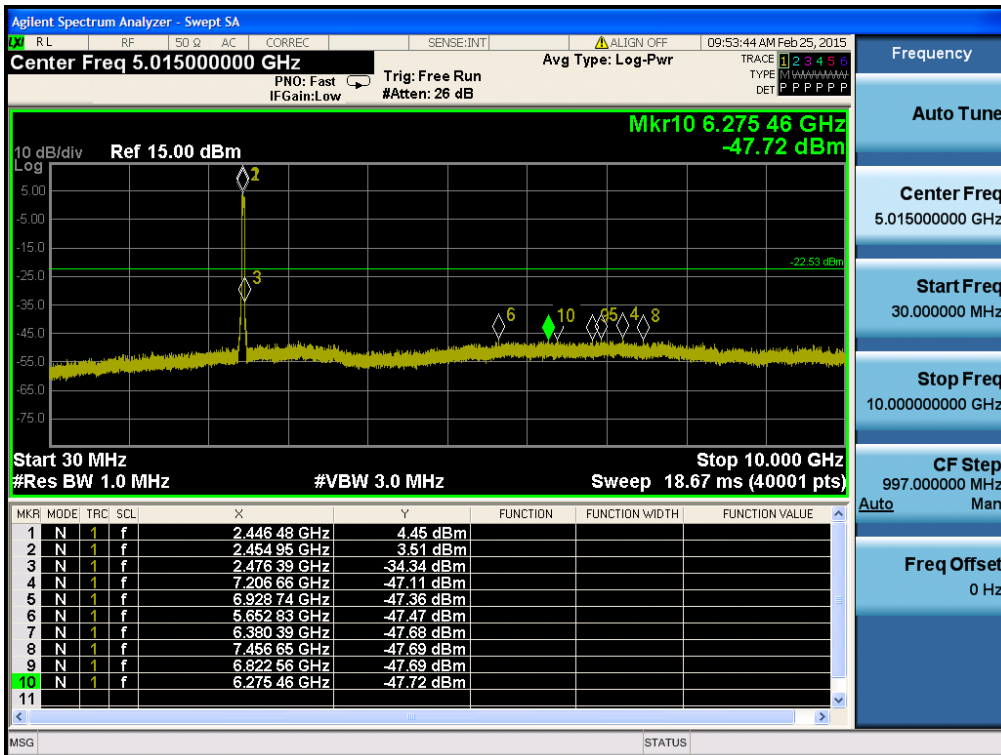 Agilent Spectrum Analyzer - Swept SA
LXI RL RF 50 Ω AC CORREC SENSE:INT ALIGN OFF 09:53:44 AM Feb 25, 2015
Center Freq 5.015000000 GHz
Avg Type: Log-Pwr
TRACE 1 2 3 4 5 6
PNO: Fast
Trig: Free Run
TYPE M
IFGain:Low
#Atten: 26 dB
DET P P P P P P
Mkr10 6.275 46 GHz
-47.72 dBm
10 dB/div Ref 15.00 dBm
Log
5.00
-5.00
-15.0
-25.0
-35.0
-45.0
-55.0
-65.0
-75.0
-22.53 dBm
2
3
6
10
5
4
8
Start 30 MHz Stop 10.000 GHz
#Res BW 1.0 MHz #VBW 3.0 MHz Sweep 18.67 ms (40001 pts)
MKR MODE TRC SCL X Y FUNCTION FUNCTION WIDTH FUNCTION VALUE
1 N 1 f 2.446 48 GHz 4.45 dBm
2 N 1 f 2.454 95 GHz 3.51 dBm
3 N 1 f 2.476 39 GHz -34.34 dBm
4 N 1 f 7.206 66 GHz -47.11 dBm
5 N 1 f 6.928 74 GHz -47.36 dBm
6 N 1 f 5.652 83 GHz -47.47 dBm
7 N 1 f 6.380 39 GHz -47.68 dBm
8 N 1 f 7.456 65 GHz -47.69 dBm
9 N 1 f 6.822 56 GHz -47.69 dBm
10 N 1 f 6.275 46 GHz -47.72 dBm
11
MSG STATUS
Frequency
Auto Tune
Center Freq
5.015000000 GHz
Start Freq
30.000000 MHz
Stop Freq
10.000000000 GHz
CF Step
997.000000 MHz
Auto Man
Freq Offset
0 Hz